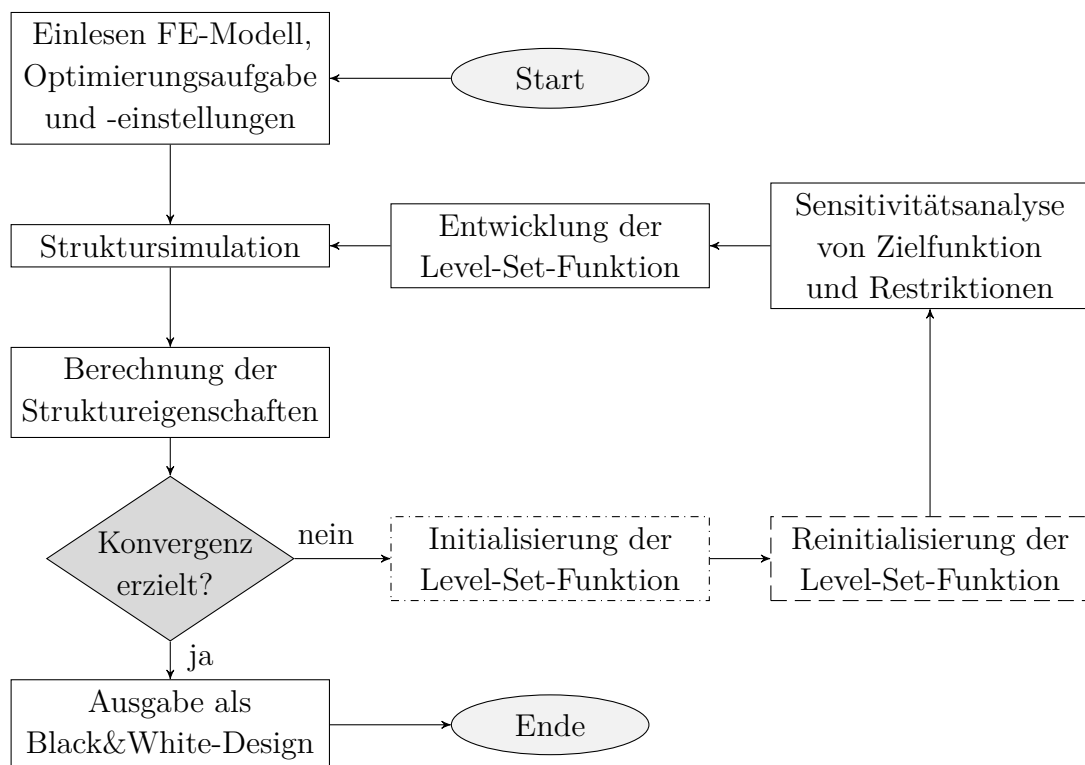 Einlesen FE-Modell,
Optimierungsaufgabe
und -einstellungen
Start
Struktursimulation
Entwicklung der
Level-Set-Funktion
Sensitivitätsanalyse
von Zielfunktion
und Restriktionen
Berechnung der
Struktureigenschaften
Konvergenz
erzielt?
nein
Initialisierung der
Level-Set-Funktion
Reinitialisierung der
Level-Set-Funktion
ja
Ausgabe als
Black&White-Design
Ende